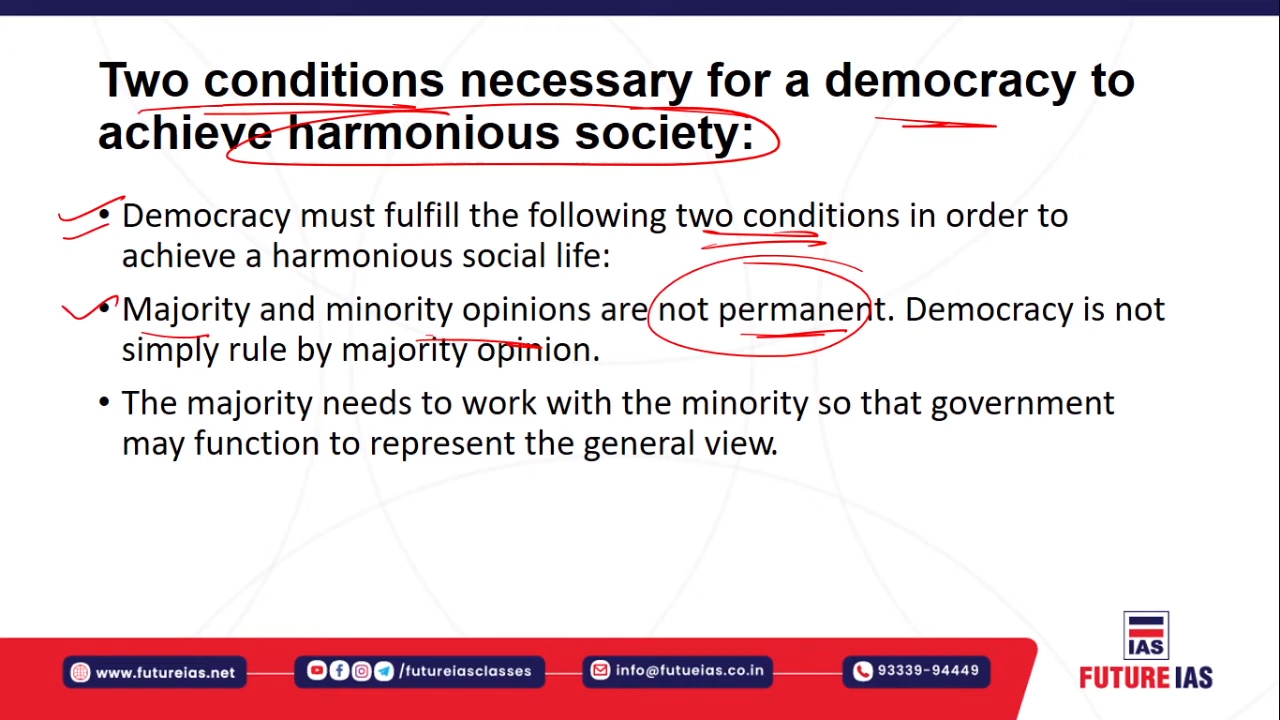 Two conditions necessary for a democracy to
achieve harmonious society:
• Democracy must fulfill the following two conditions in order to
achieve a harmonious social life:
• Majority and minority opinions are not permanent. Democracy is not
simply rule by majority opinion.
• The majority needs to work with the minority so that government
may function to represent the general view.
IAS
www.futureias.net
/futureiasclasses
info@futueias.co.in
93339-94449
FUTURE IAS